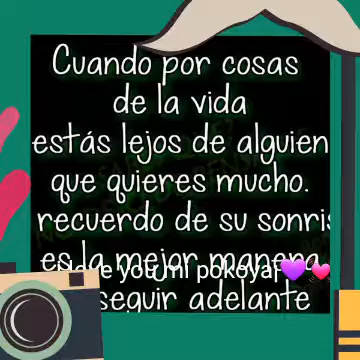 Cuando por cosas
de la vida
estás lejos de alguien
que quieres mucho.
recuerdo de su sonris
es la mejor manera
you mi pokoya
seguir adelante